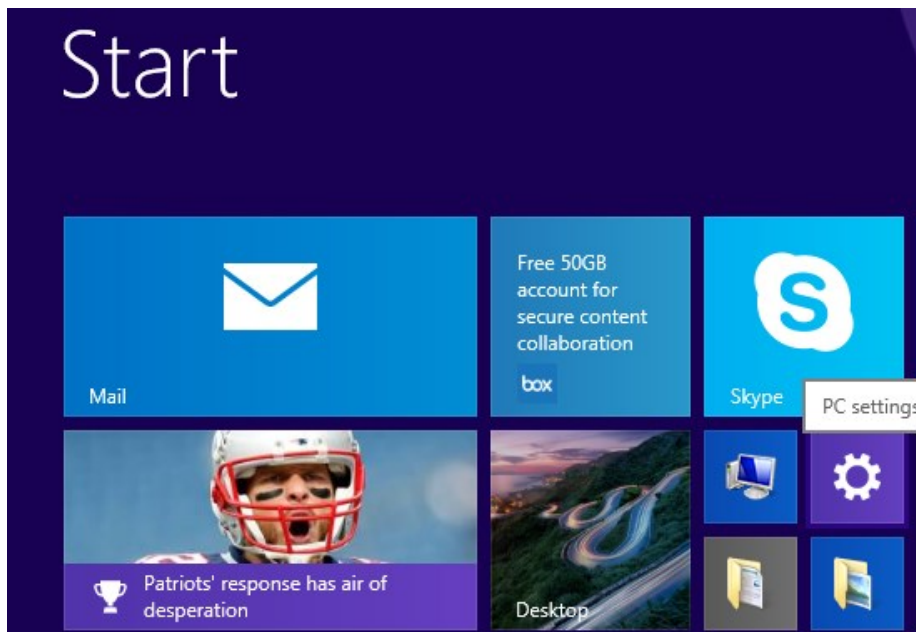 Start
Free 50GB
account for
secure content
collaboration
box
Mail
Skype
PC settings
Patriots' response has air of
desperation
Desktop